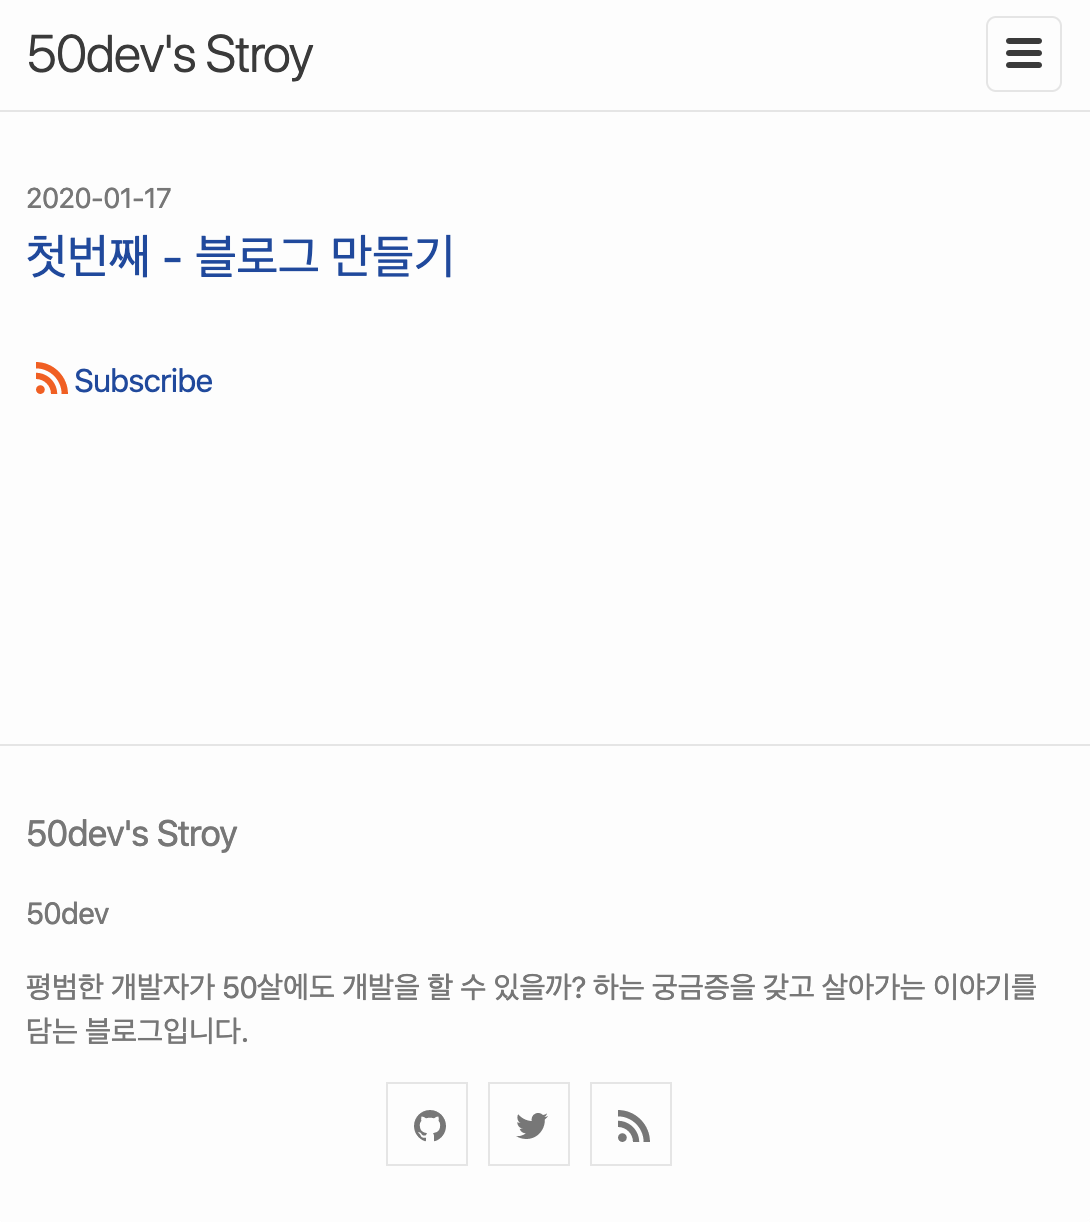 50dev's Stroy
2020-01-17
첫번째 - 블로그 만들기
Subscribe
50dev's Stroy
50dev
평범한 개발자가 50살에도 개발을 할 수 있을까? 하는 궁금증을 갖고 살아가는 이야기를
담는 블로그입니다.